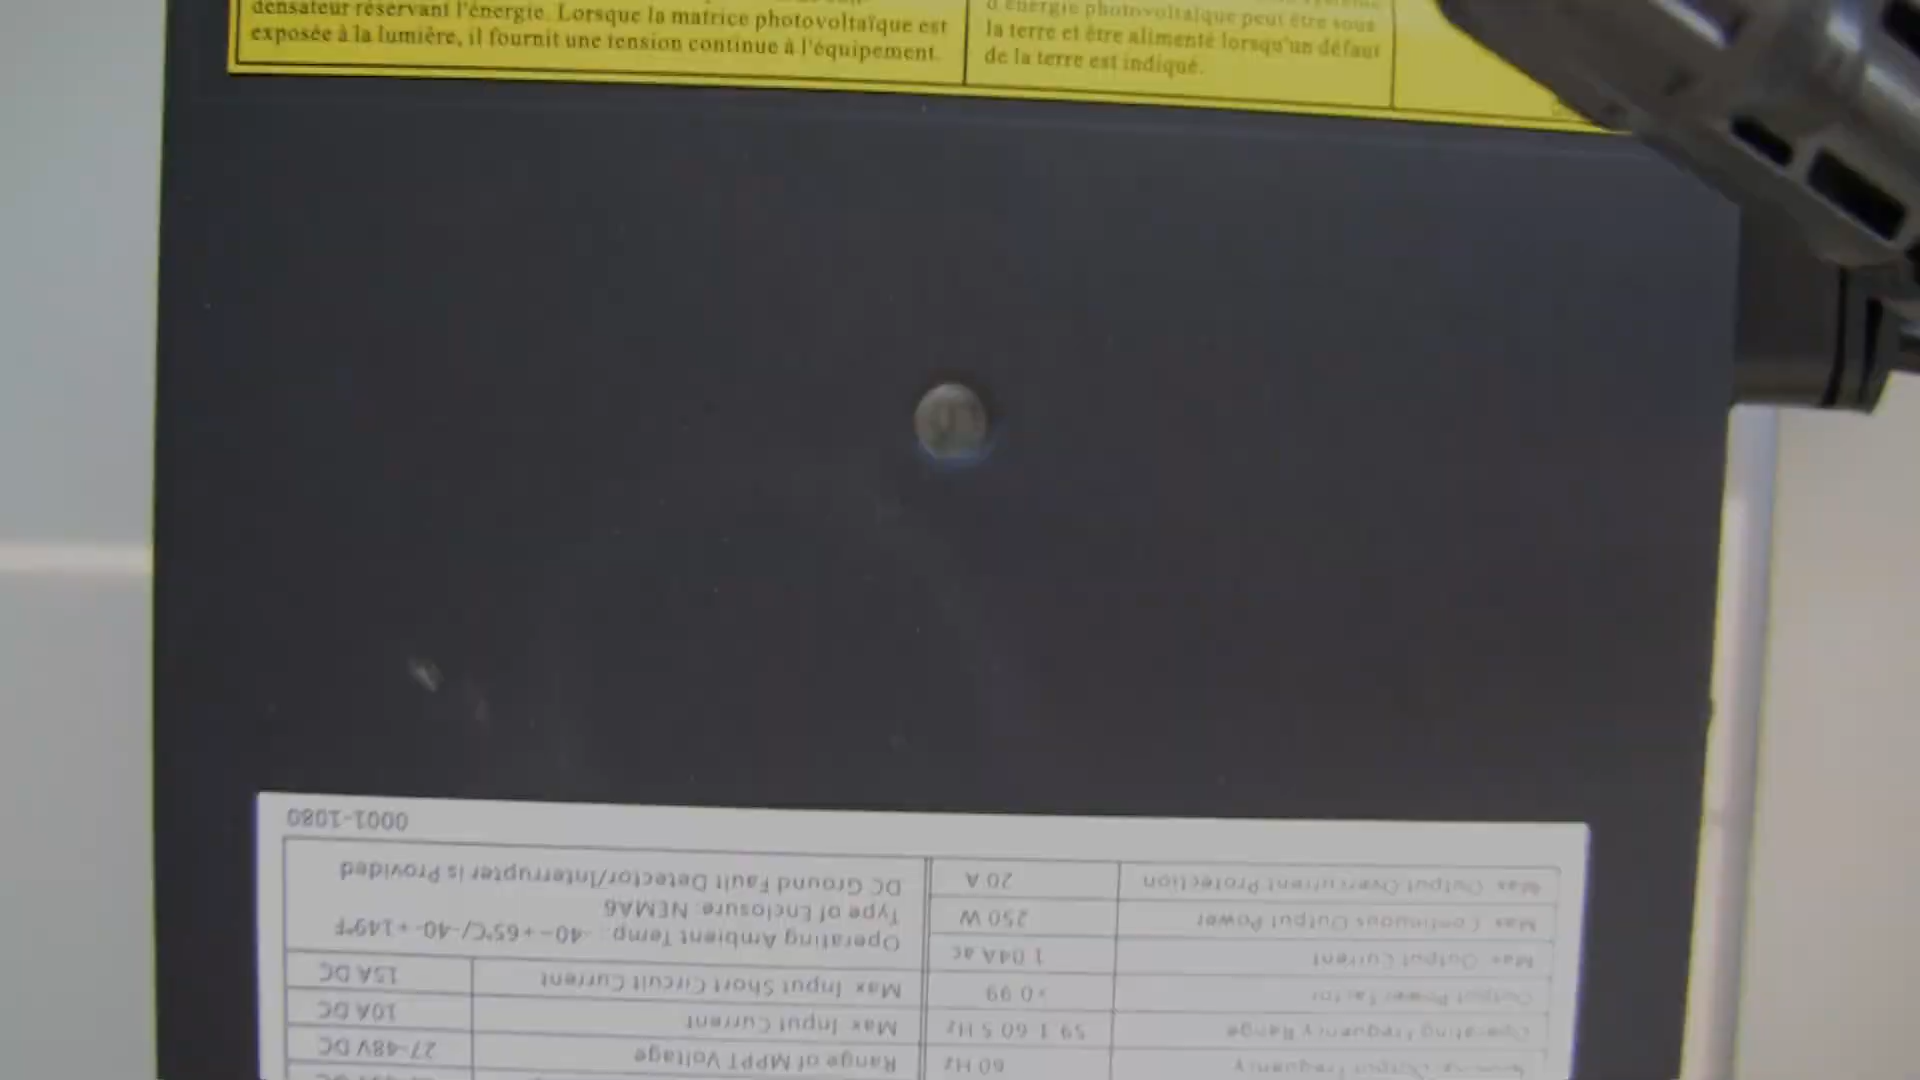 densateur réservant l'énergie. Lorsque la matrice photovoltaïque est
exposée à la lumière, il fournit une tension continue à l'équipement.
d'énergie photovoltaïque peut être sous
la terre et être alimenté lorsqu'un défaut
de la terre est indiqué.
60 Hz
Operating Frequency Range
59.1 60.5 Hz
Output Power Factor
>0.99
Max. Output Current
1.04A ac
Max. Continuous Output Power
250 W
Max. Output Overcurrent Protection
20 A
Range of MPPT Voltage
27-48V DC
Max. Input Current
10A DC
Max. Input Short Circuit Current
15A DC
Operating Ambient Temp.: -40~+65°C/-40~+149°F
Type of Enclosure: NEMA6
DC Ground Fault Detector/Interrupter is Provided
0001-1080